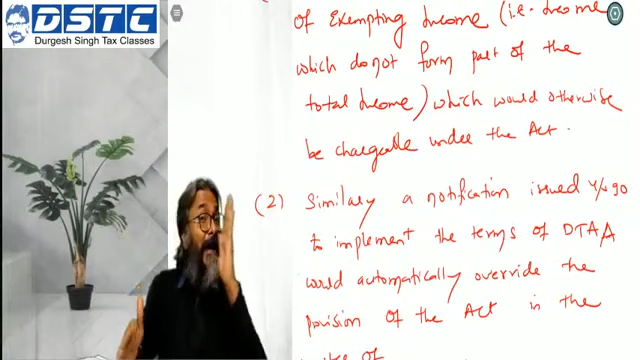 DSTC
Durgesh Singh Tax Classes
of Exempting Income (i.e. Income
which do not form part of the
total Income) which would otherwise
be chargeable under the Act.
(2) Similary a notification issued u/s 90
to implement the terms of DTAA
would automatically override the
provision of the Act in the
of